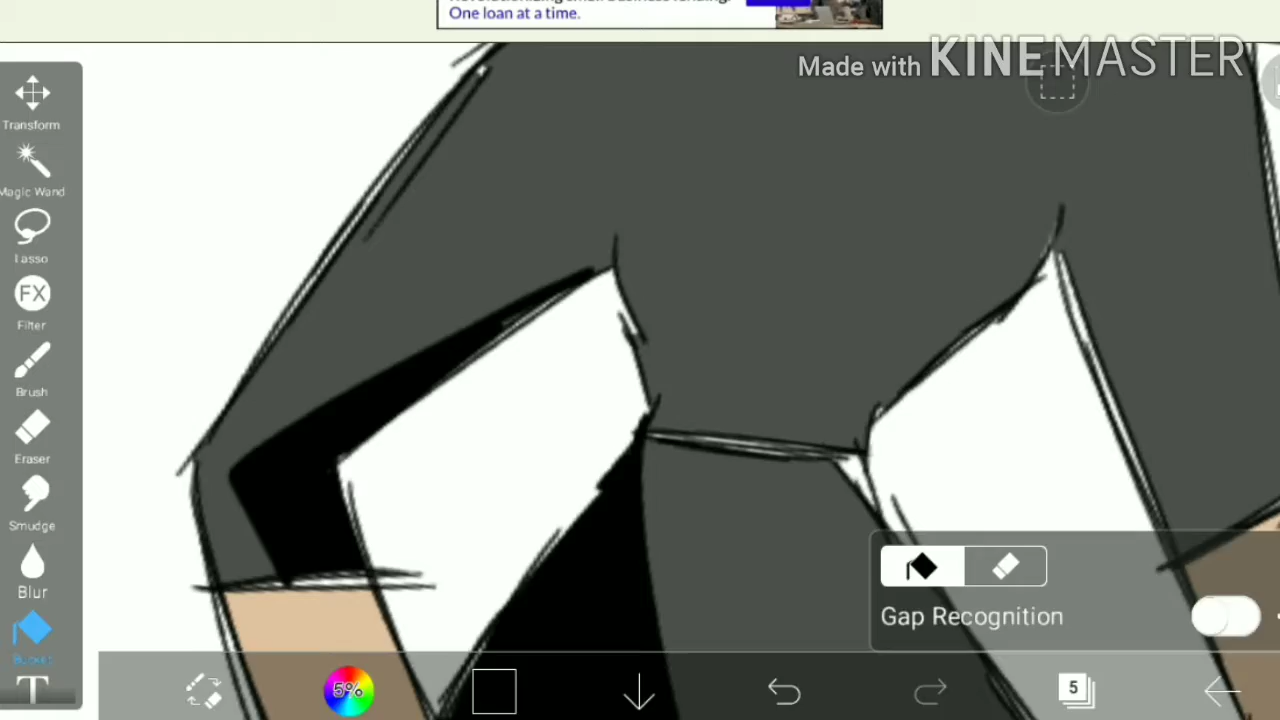 One loan at a time.
Made with KINEMASTER
Transform
Magic Wand
Lasso
FX
Filter
Brush
Eraser
Smudge
Blur
Bucket
T
Gap Recognition
5%
5